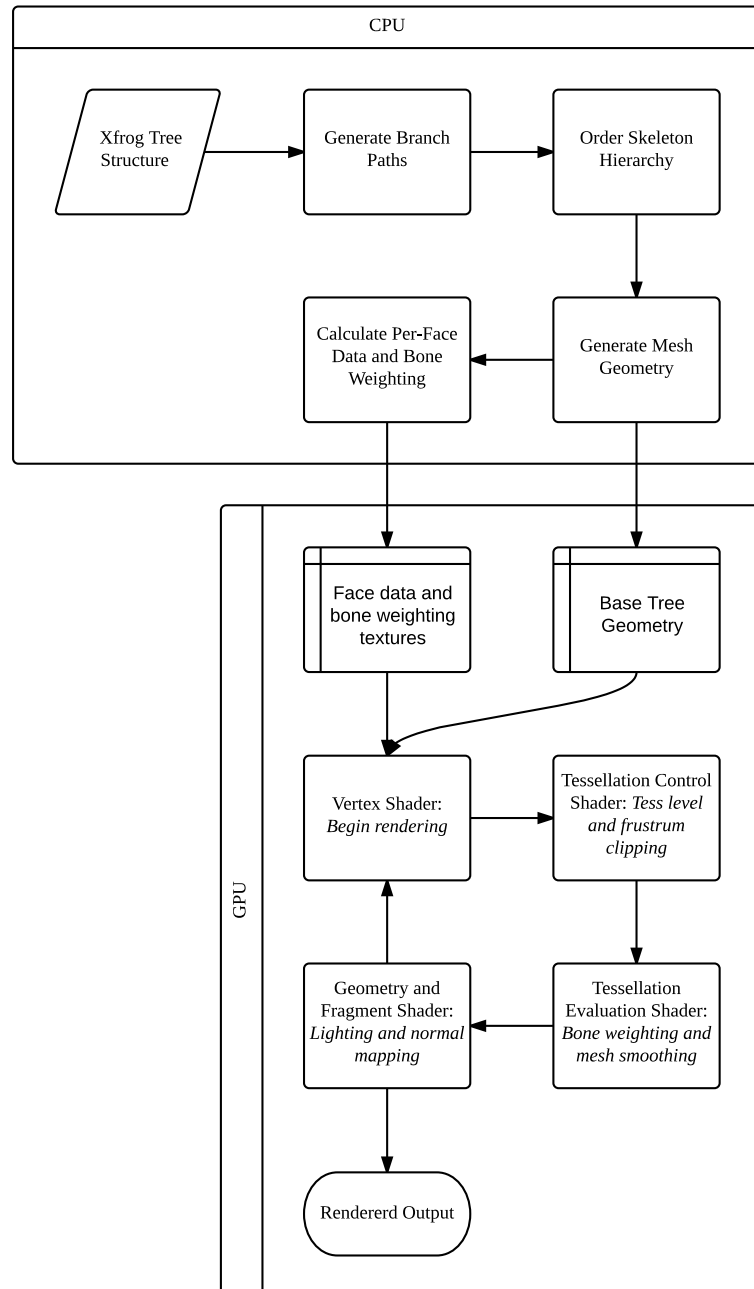 CPU
Xfrog Tree
Structure
Generate Branch
Paths
Order Skeleton
Hierarchy
Calculate Per-Face
Data and Bone
Weighting
Generate Mesh
Geometry
GPU
Face data and
bone weighting
textures
Base Tree
Geometry
Vertex Shader:
Begin rendering
Tessellation Control
Shader: Tess level
and frustrum
clipping
Geometry and
Fragment Shader:
Lighting and normal
mapping
Tessellation
Evaluation Shader:
Bone weighting and
mesh smoothing
Rendererd Output